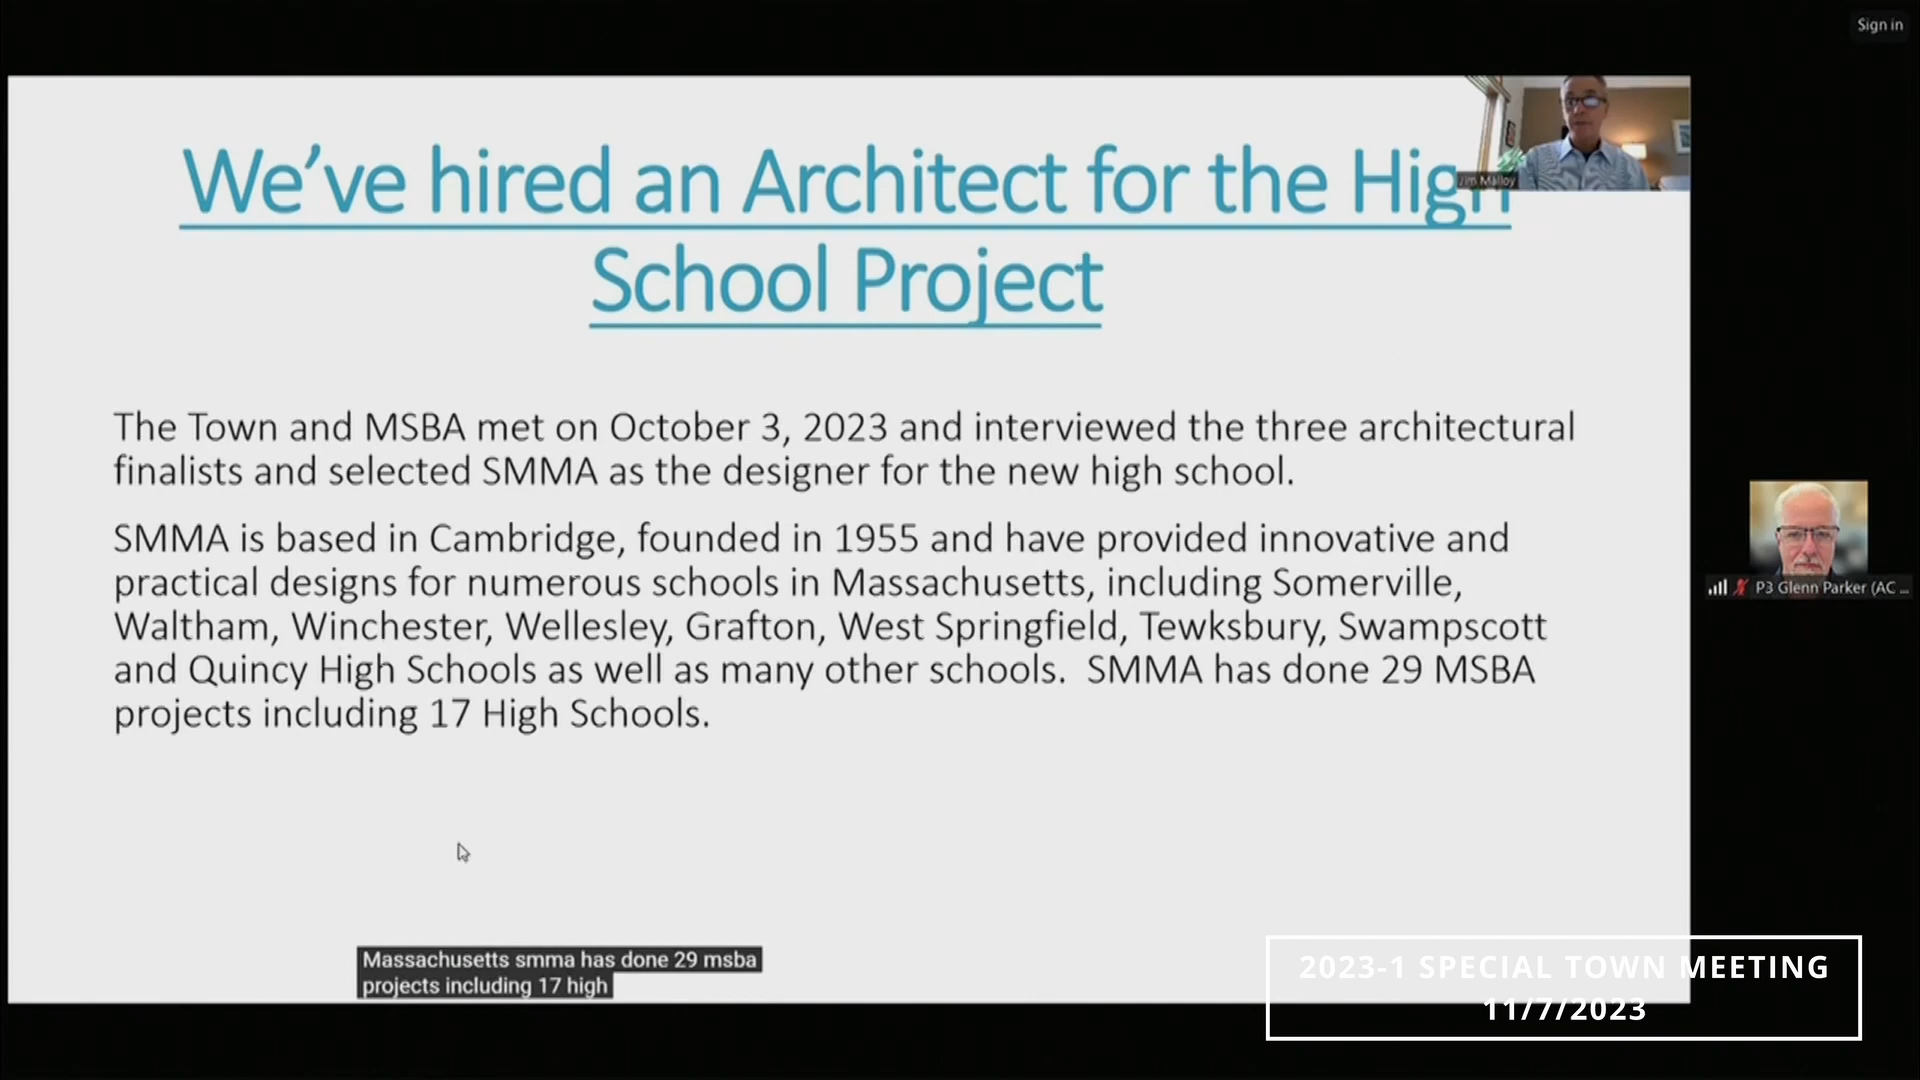 Sign in
We've hired an Architect for the High
School Project
Jim Malloy
The Town and MSBA met on October 3, 2023 and interviewed the three architectural
finalists and selected SMMA as the designer for the new high school.
SMMA is based in Cambridge, founded in 1955 and have provided innovative and
practical designs for numerous schools in Massachusetts, including Somerville,
Waltham, Winchester, Wellesley, Grafton, West Springfield, Tewksbury, Swampscott
and Quincy High Schools as well as many other schools.  SMMA has done 29 MSBA
projects including 17 High Schools.
P3 Glenn Parker (AC ...
Massachusetts smma has done 29 msba
projects including 17 high
2023-1 SPECIAL TOWN MEETING
11/7/2023